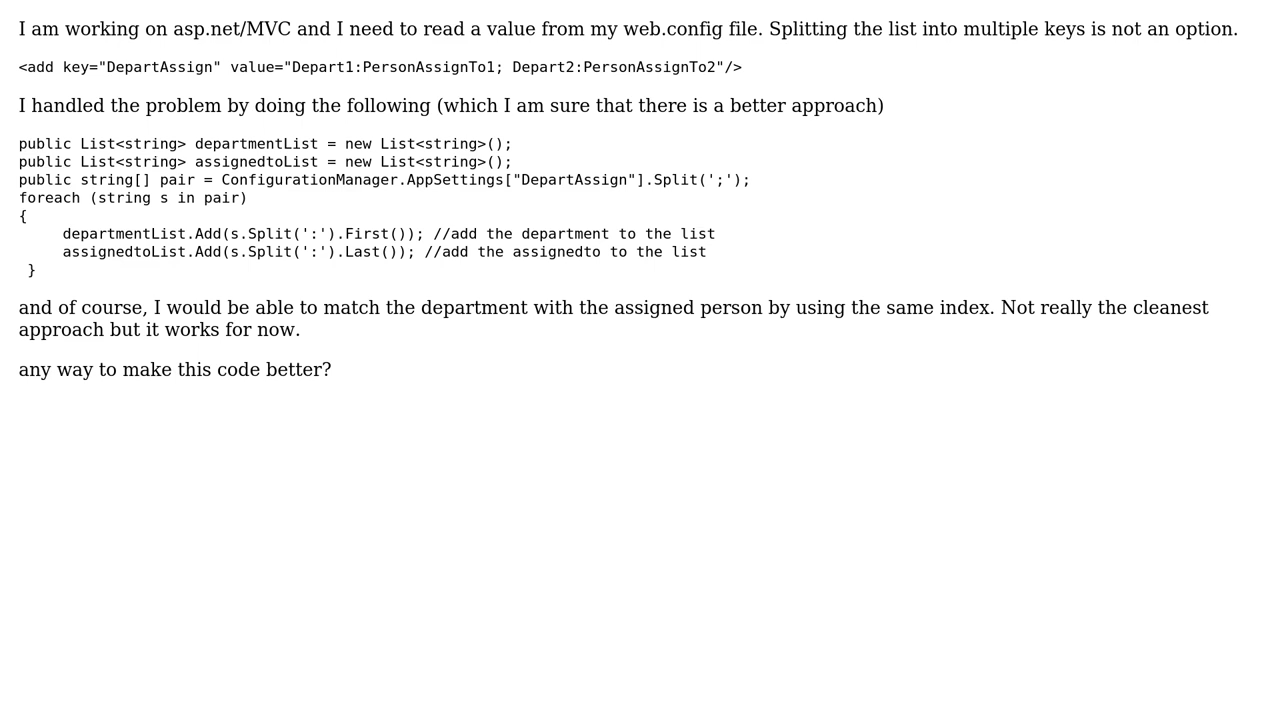 I am working on asp.net/MVC and I need to read a value from my web.config file. Splitting the list into multiple keys is not an option.
<add key="DepartAssign" value="Depart1:PersonAssignTo1; Depart2:PersonAssignTo2"/>
I handled the problem by doing the following (which I am sure that there is a better approach)
public List<string> departmentList = new List<string>();
public List<string> assignedtoList = new List<string>();
public string[] pair = ConfigurationManager.AppSettings["DepartAssign"].Split(';');
foreach (string s in pair)
{
     departmentList.Add(s.Split(':').First()); //add the department to the list
     assignedtoList.Add(s.Split(':').Last()); //add the assignedto to the list
 }
and of course, I would be able to match the department with the assigned person by using the same index. Not really the cleanest
approach but it works for now.
any way to make this code better?